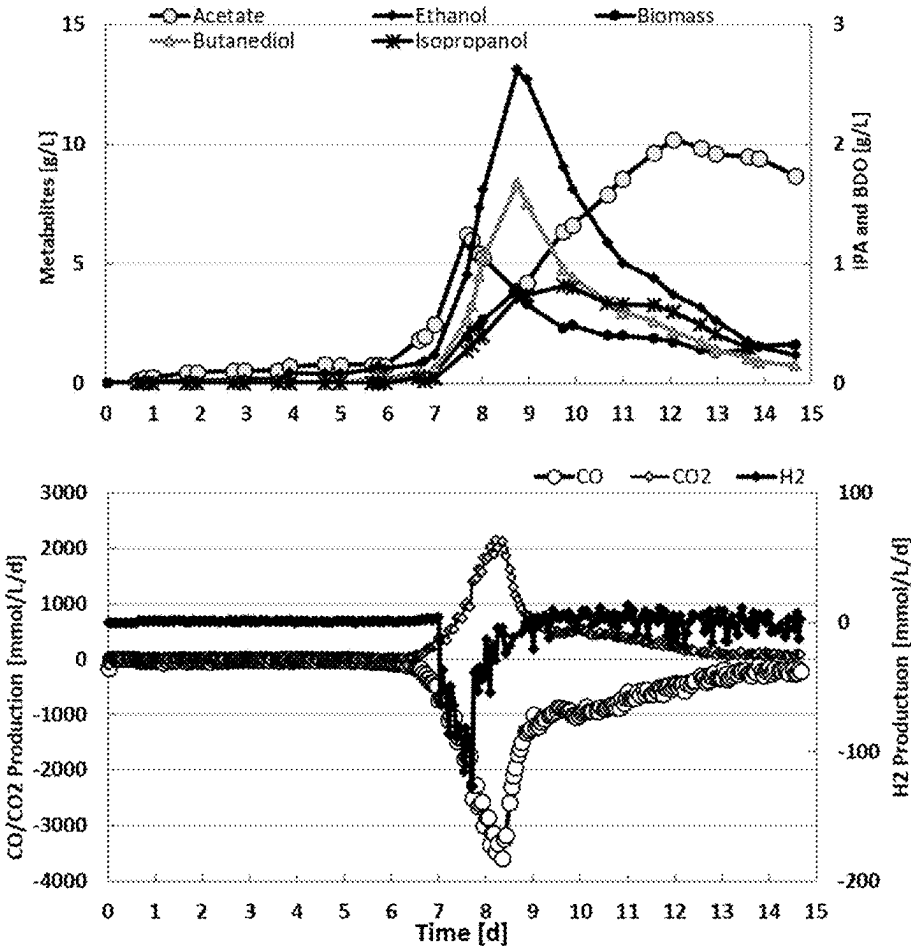 Acetate Ethanol Biomass
Butanediol Isopropanol
15 3
10 2
5 1
0 0
Metabolites [g/L]
IPA and BDO [g/L]
0 1 2 3 4 5 6 7 8 9 10 11 12 13 14 15
CO CO2 H2
3000 100
2000
1000 0
0
-1000
-2000 -100
-3000
-4000 -200
CO/CO2 Production [mmol/L/d]
H2 Productuon [mmol/L/d]
0 1 2 3 4 5 6 7 8 9 10 11 12 13 14 15
Time [d]